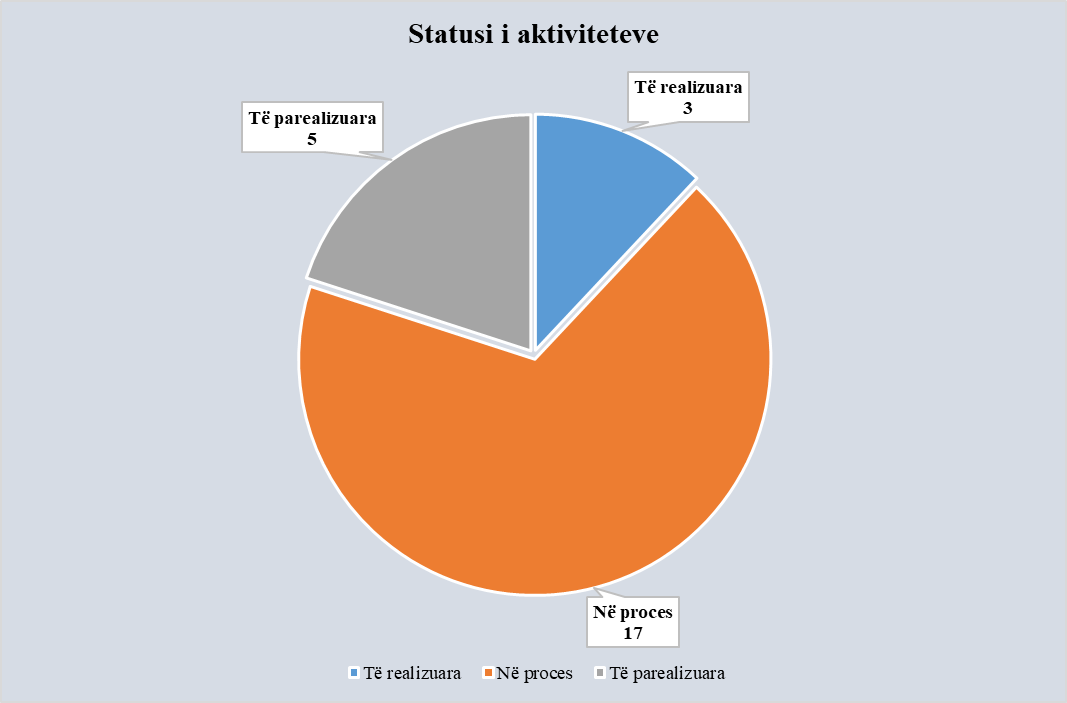 Statusi i aktiviteteve
Të realizuara
3
Të parealizuara
5
Në proces
17
Të realizuara
Në proces
Të parealizuara